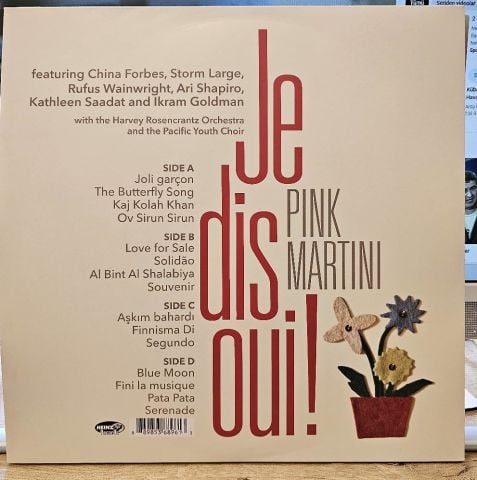 featuring China Forbes, Storm Large,
Rufus Wainwright, Ari Shapiro,
Kathleen Saadat and Ikram Goldman
with the Harvey Rosencrantz Orchestra
and the Pacific Youth Choir
SIDE A
Joli garçon
The Butterfly Song
Kaj Kolah Khan
Ov Sirun Sirun
SIDE B
Love for Sale
Solidão
Al Bint Al Shalabiya
Souvenir
SIDE C
Aşkım bahardı
Finnisma Di
Segundo
SIDE D
Blue Moon
Fini la musique
Pata Pata
Serenade
Je
dis
oui!
PINK
MARTINI
HEINZ